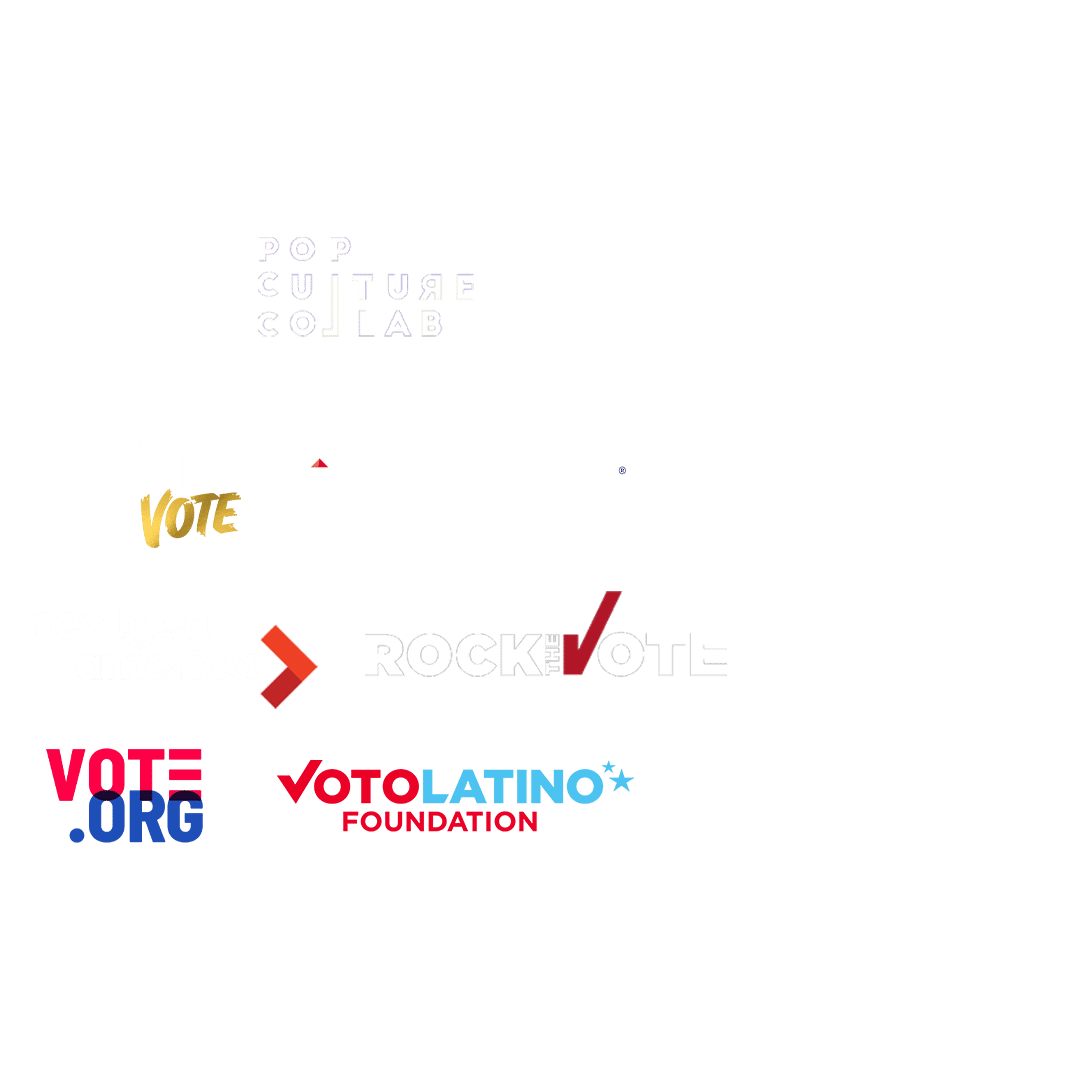 POP
CULTURE
COLLAB
®
VOTE
ROCK THE VOTE
VOTE
.ORG
VOTOLATINO
FOUNDATION